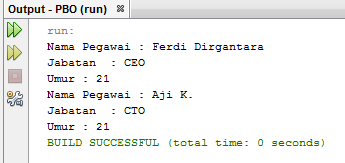 Output - PBO (run)
run:
Nama Pegawai : Ferdi Dirgantara
Jabatan  : CEO
Umur : 21
Nama Pegawai : Aji K.
Jabatan  : CTO
Umur : 21
BUILD SUCCESSFUL (total time: 0 seconds)